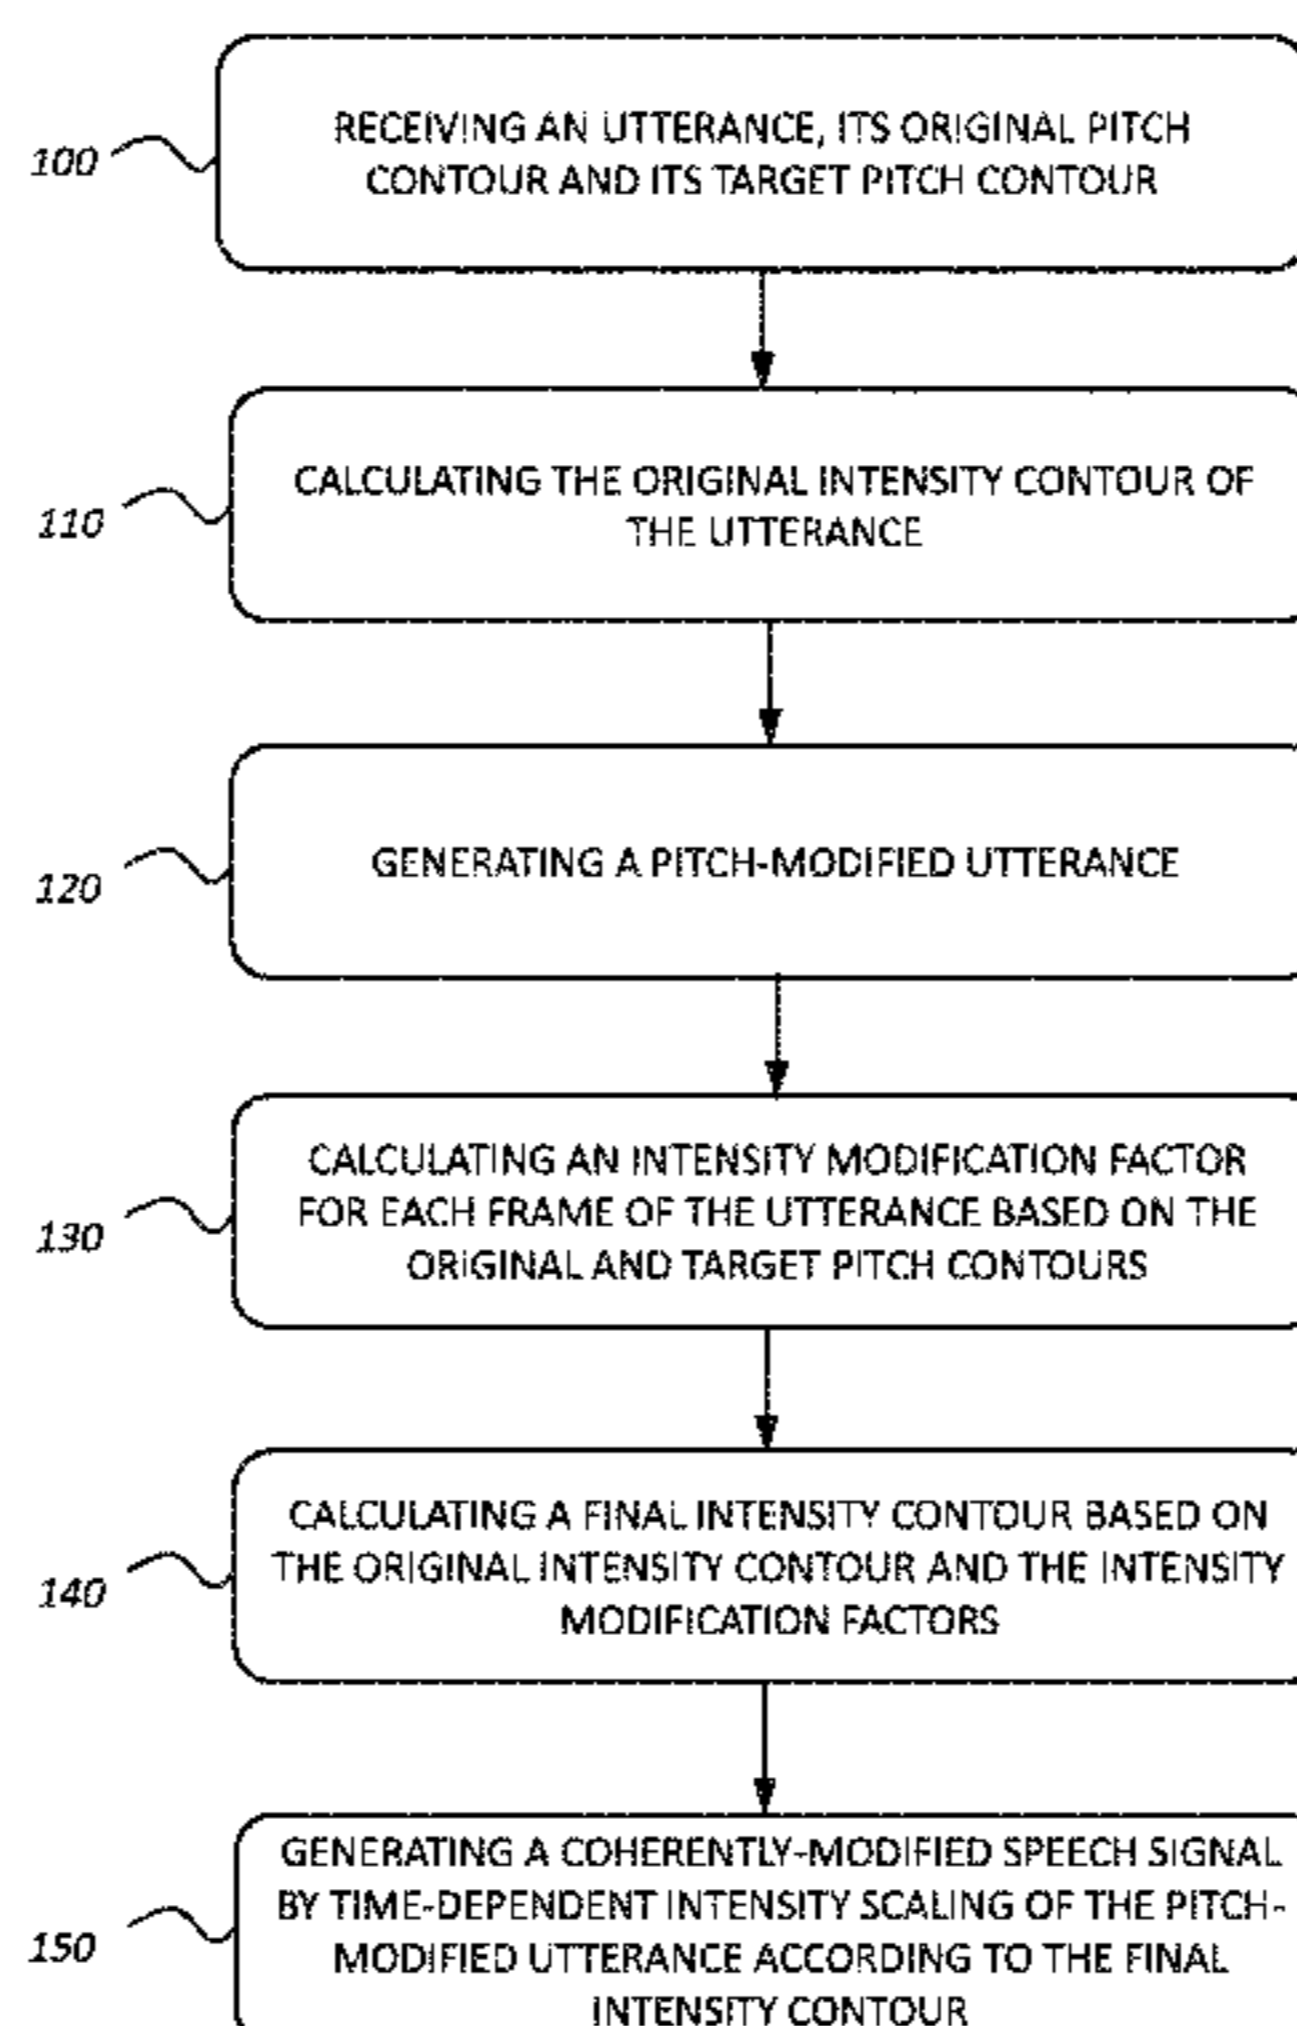 100
RECEIVING AN UTTERANCE, ITS ORIGINAL PITCH
CONTOUR AND ITS TARGET PITCH CONTOUR
110
CALCULATING THE ORIGINAL INTENSITY CONTOUR OF
THE UTTERANCE
120
GENERATING A PITCH-MODIFIED UTTERANCE
130
CALCULATING AN INTENSITY MODIFICATION FACTOR
FOR EACH FRAME OF THE UTTERANCE BASED ON THE
ORIGINAL AND TARGET PITCH CONTOURS
140
CALCULATING A FINAL INTENSITY CONTOUR BASED ON
THE ORIGINAL INTENSITY CONTOUR AND THE INTENSITY
MODIFICATION FACTORS
150
GENERATING A COHERENTLY-MODIFIED SPEECH SIGNAL
BY TIME-DEPENDENT INTENSITY SCALING OF THE PITCH-
MODIFIED UTTERANCE ACCORDING TO THE FINAL
INTENSITY CONTOUR